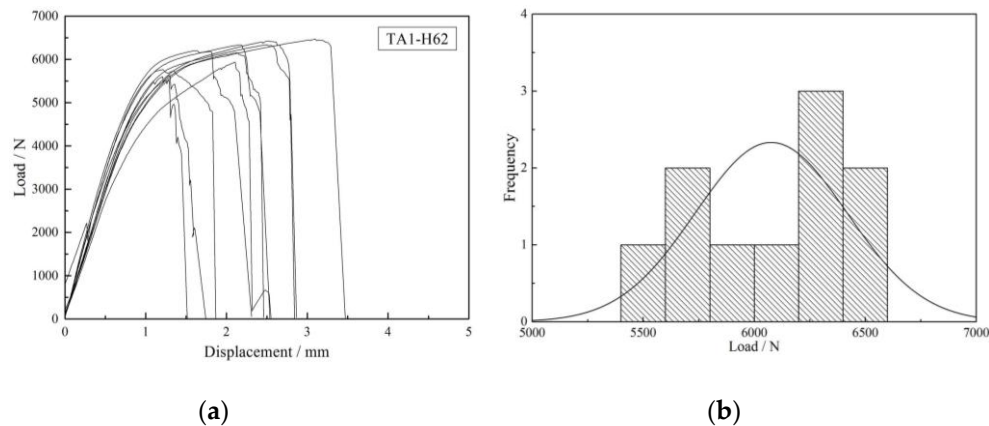 7000
6000
5000
4000
3000
2000
1000
0
Load / N
TA1-H62
0 1 2 3 4 5
Displacement / mm
(a)
4
3
2
1
0
Frequency
5000 5500 6000 6500 7000
Load / N
(b)